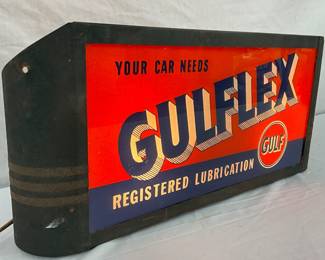 YOUR CAR NEEDS
GULFLEX
GULF
REGISTERED LUBRICATION